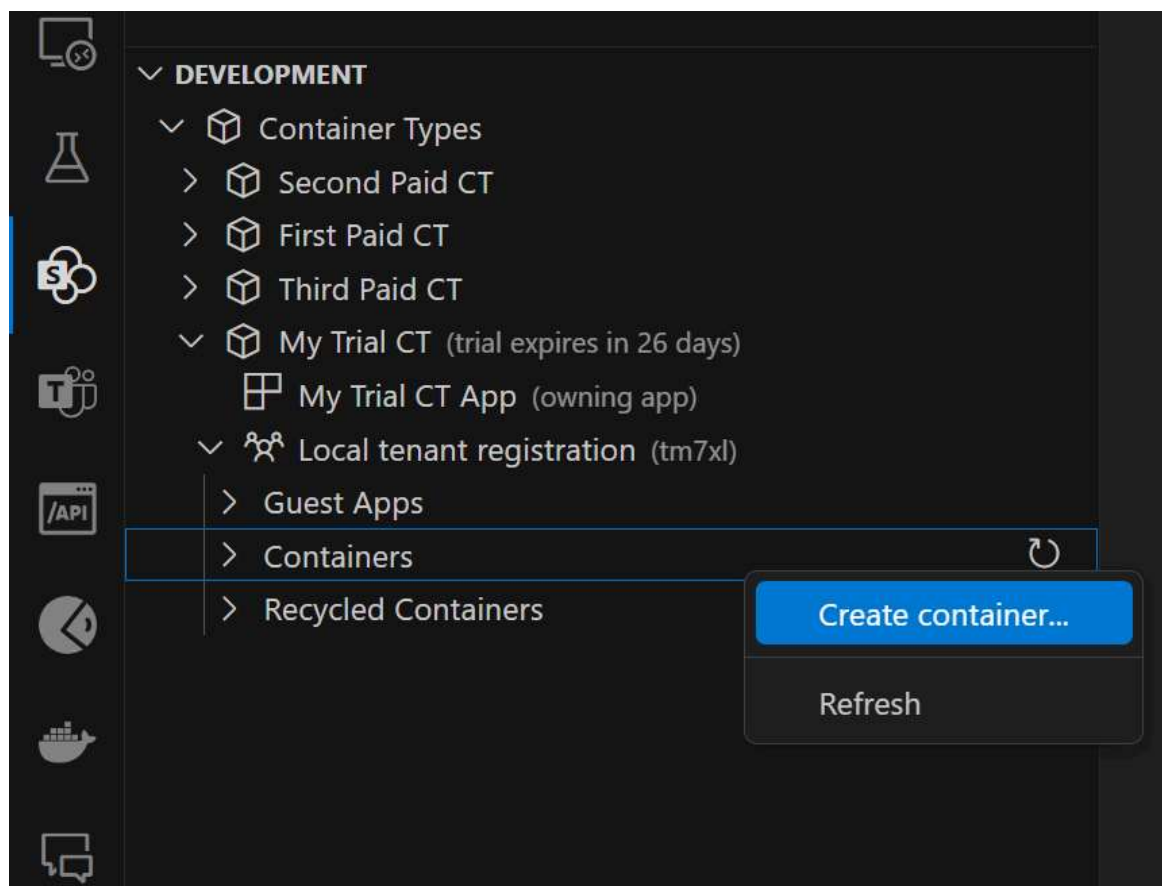 DEVELOPMENT
Container Types
Second Paid CT
First Paid CT
S
Third Paid CT
My Trial CT (trial expires in 26 days)
T
My Trial CT App (owning app)
Local tenant registration (tm7xl)
/API
Guest Apps
Containers
Recycled Containers
Create container...
Refresh